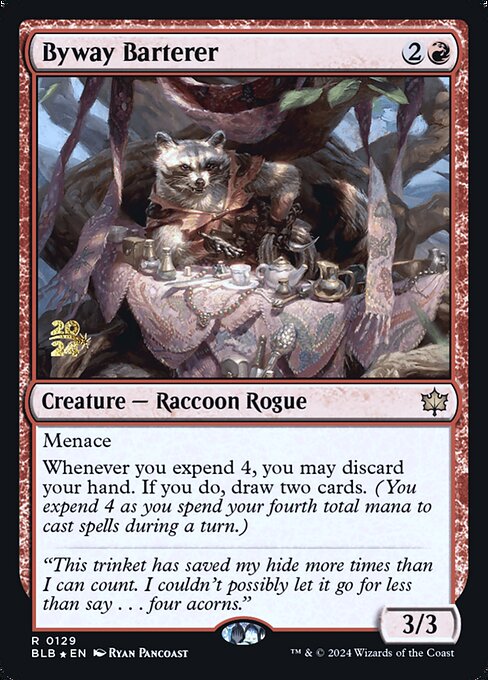 Byway Barterer 2
2024
Creature — Raccoon Rogue
Menace
Whenever you expend 4, you may discard
your hand. If you do, draw two cards. (You
expend 4 as you spend your fourth total mana to
cast spells during a turn.)
“This trinket has saved my hide more times than
I can count. I couldn’t possibly let it go for less
than say . . . four acorns.”
3/3
R 0129
BLB ★ EN Ryan Pancoast
™ & © 2024 Wizards of the Coast